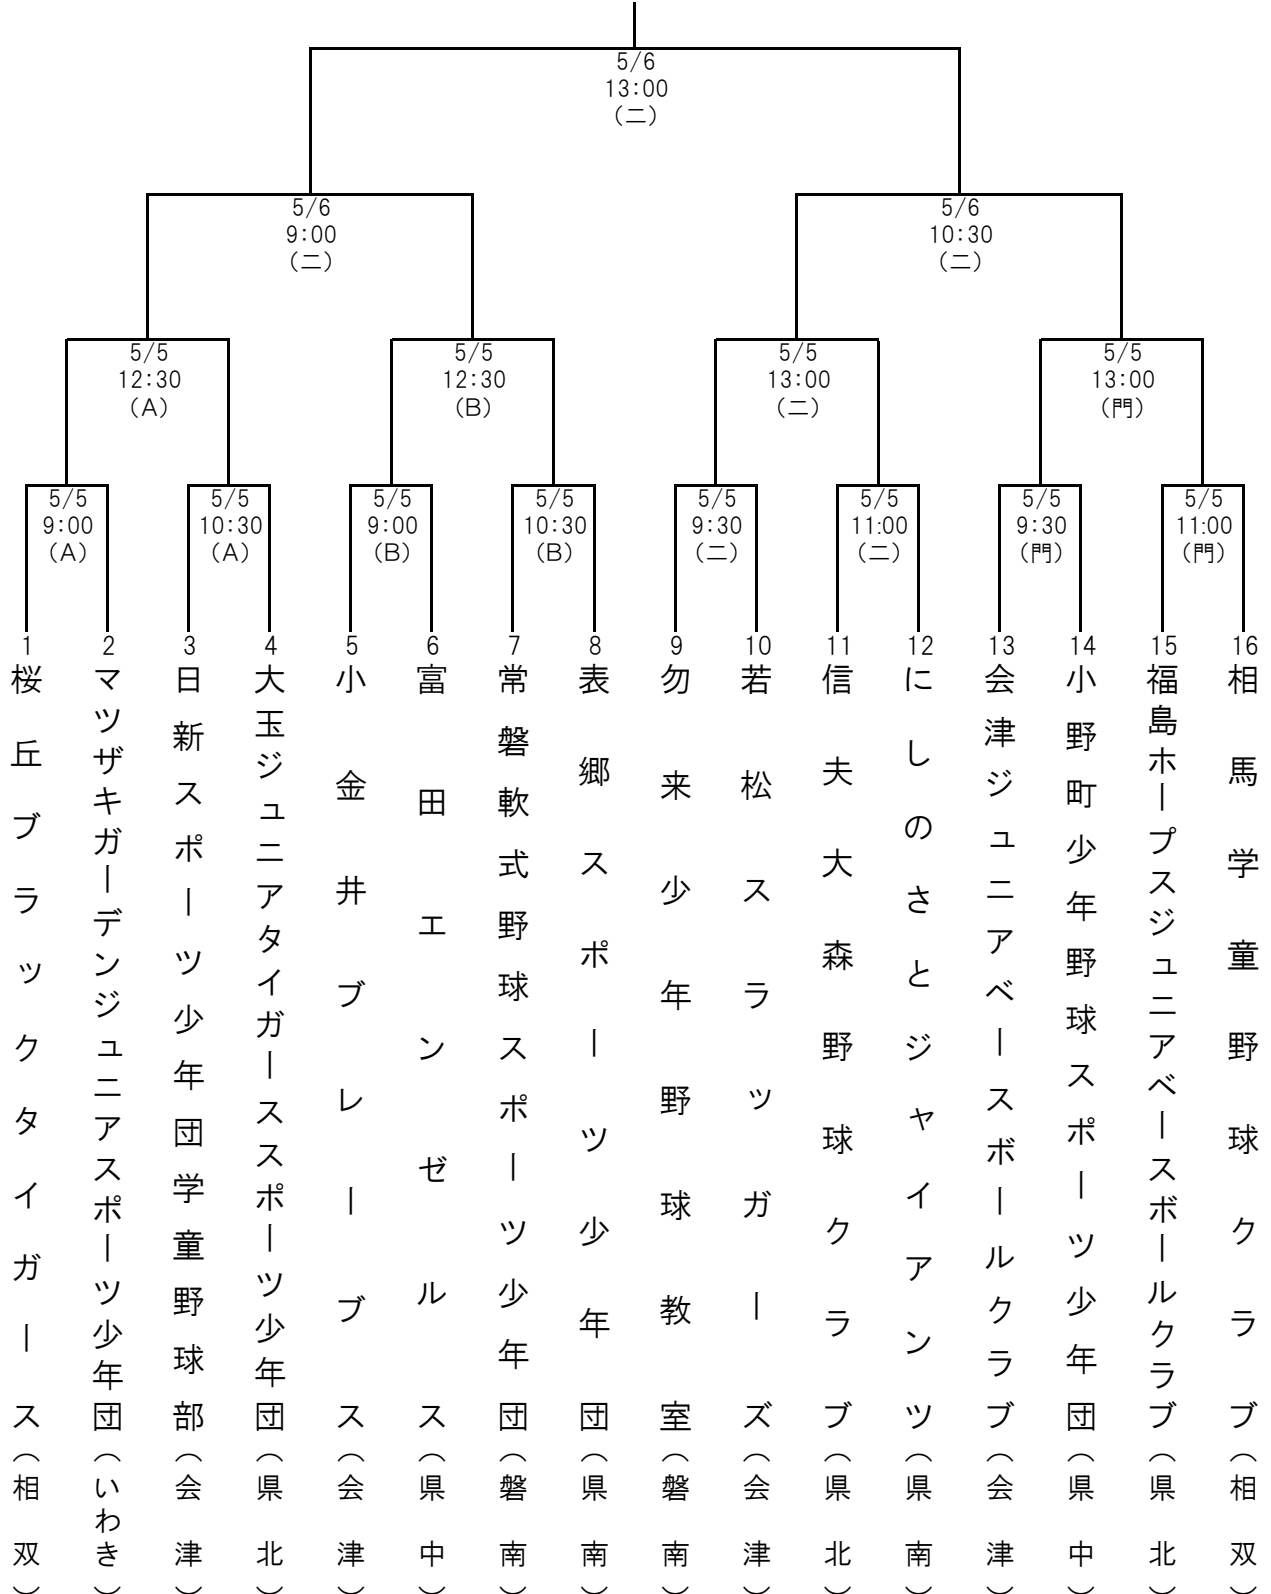 5/6
13:00
(二)
5/6
9:00
(二)
5/6
10:30
(二)
5/5
12:30
(A)
5/5
12:30
(B)
5/5
13:00
(二)
5/5
13:00
(門)
5/5
9:00
(A)
5/5
10:30
(A)
5/5
9:00
(B)
5/5
10:30
(B)
5/5
9:30
(二)
5/5
11:00
(二)
5/5
9:30
(門)
5/5
11:00
(門)
1
桜丘ブラックタイガース(相双)
2
マツザキガーデンジュニアスポーツ少年団(いわき)
3
日新スポーツ少年団学童野球部(会津)
4
大玉ジュニアタイガーススポーツ少年団(県北)
5
小金井ブレーブス(会津)
6
富田エンゼルス(県中)
7
常磐軟式野球スポーツ少年団(磐南)
8
表郷スポーツ少年団(県南)
9
勿来少年野球教室(磐南)
10
若松スラッガーズ(会津)
11
信夫大森野球クラブ(県北)
12
にしのさとジャイアンツ(県南)
13
会津ジュニアベースボールクラブ(会津)
14
小野町少年野球スポーツ少年団(県中)
15
福島ホープスジュニアベースボールクラブ(県北)
16
相馬学童野球クラブ(相双)